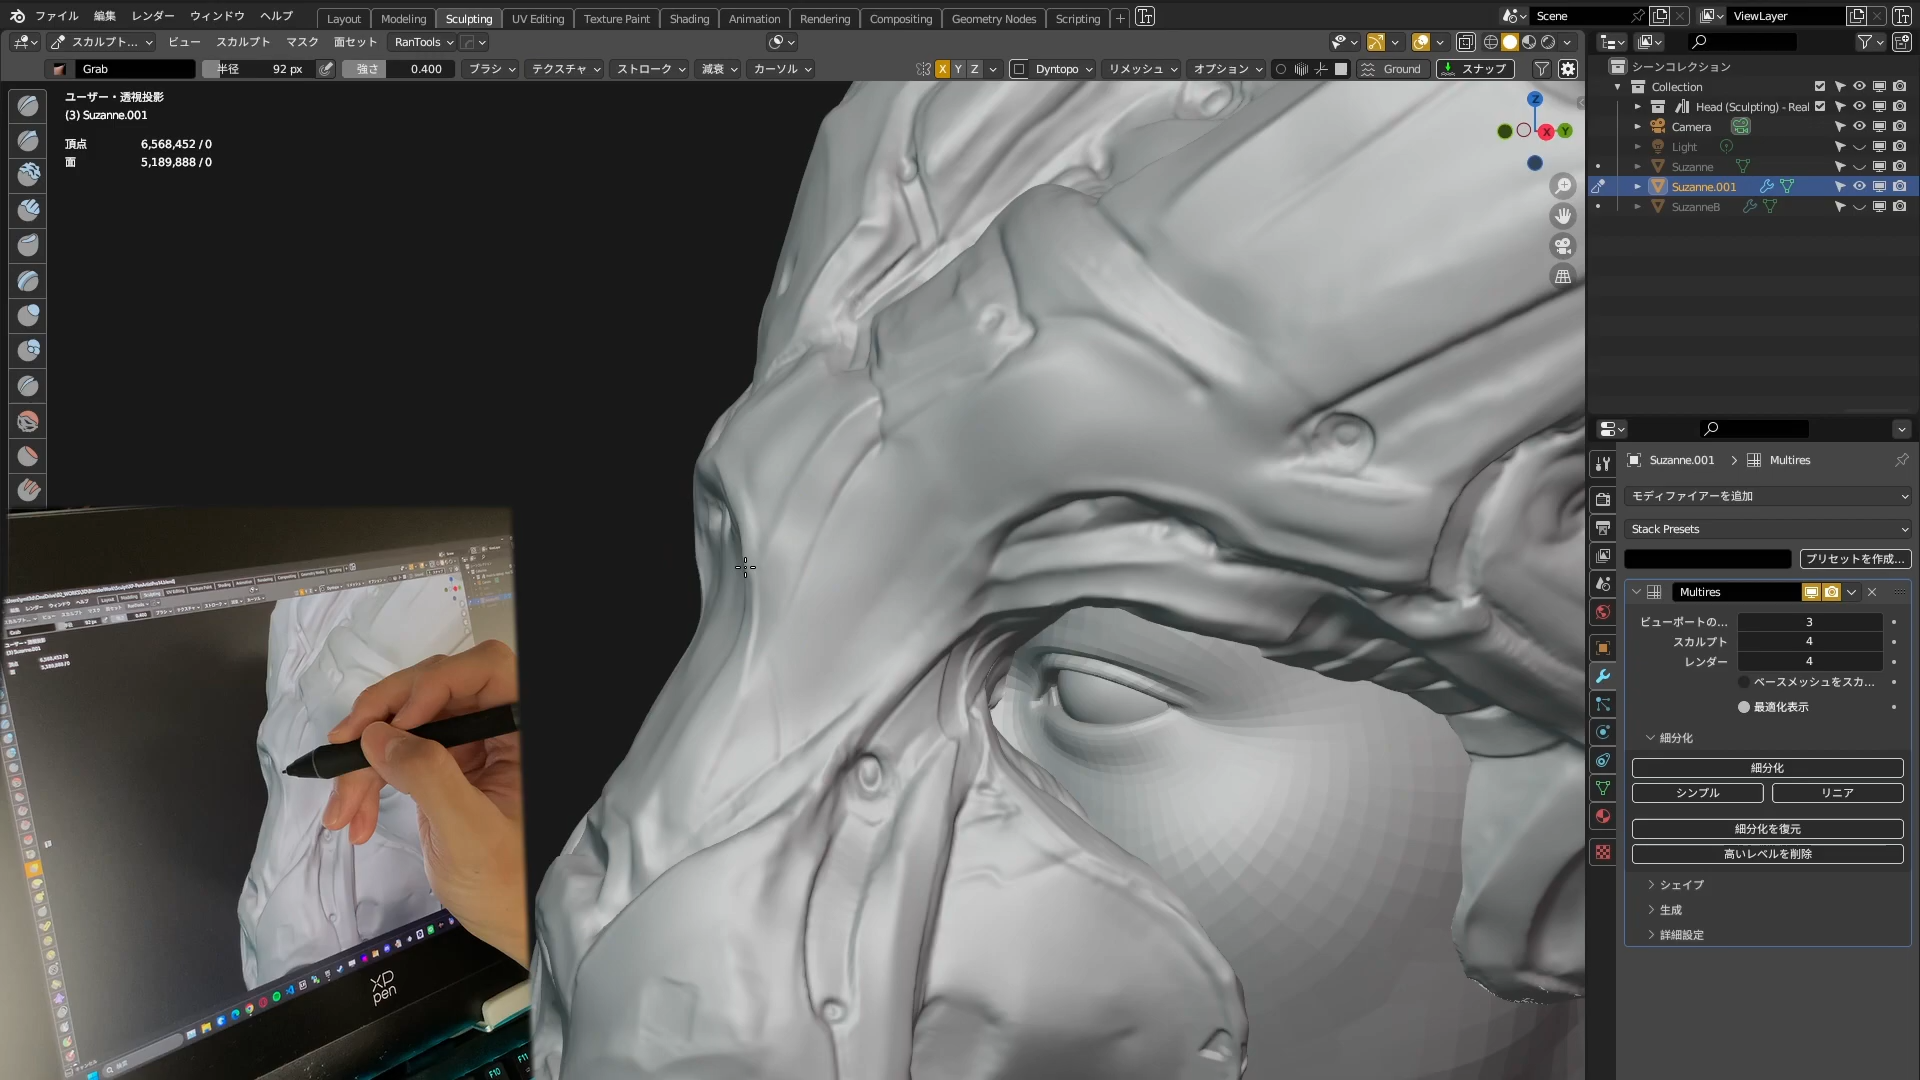 ファイル 編集 レンダー ウィンドウ ヘルプ Layout Modeling Sculpting UV Editing Texture Paint Shading Animation Rendering Compositing Geometry Nodes Scripting Scene ViewLayer
スカルプト... ビュー スカルプト マスク 面セット RanTools
Grab 半径 92 px 強さ 0.400 ブラシ テクスチャ ストローク 減衰 カーソル X Y Z Dyntopo リメッシュ オプション Ground スナップ
ユーザー・透視投影
(3) Suzanne.001
頂点 6,568,452 / 0
面 5,189,888 / 0
Z
X
Y
シーンコレクション
Collection
Head (Sculpting) - Real
Camera
Light
Suzanne
Suzanne.001
SuzanneB
Suzanne.001 > Multires
モディファイアーを追加
Stack Presets
プリセットを作成...
Multires
ビューポートの... 3
スカルプト 4
レンダー 4
ベースメッシュをスカ...
最適化表示
細分化
細分化
シンプル リニア
細分化を復元
高いレベルを削除
シェイプ
生成
詳細設定
XP
pen
F11
F10